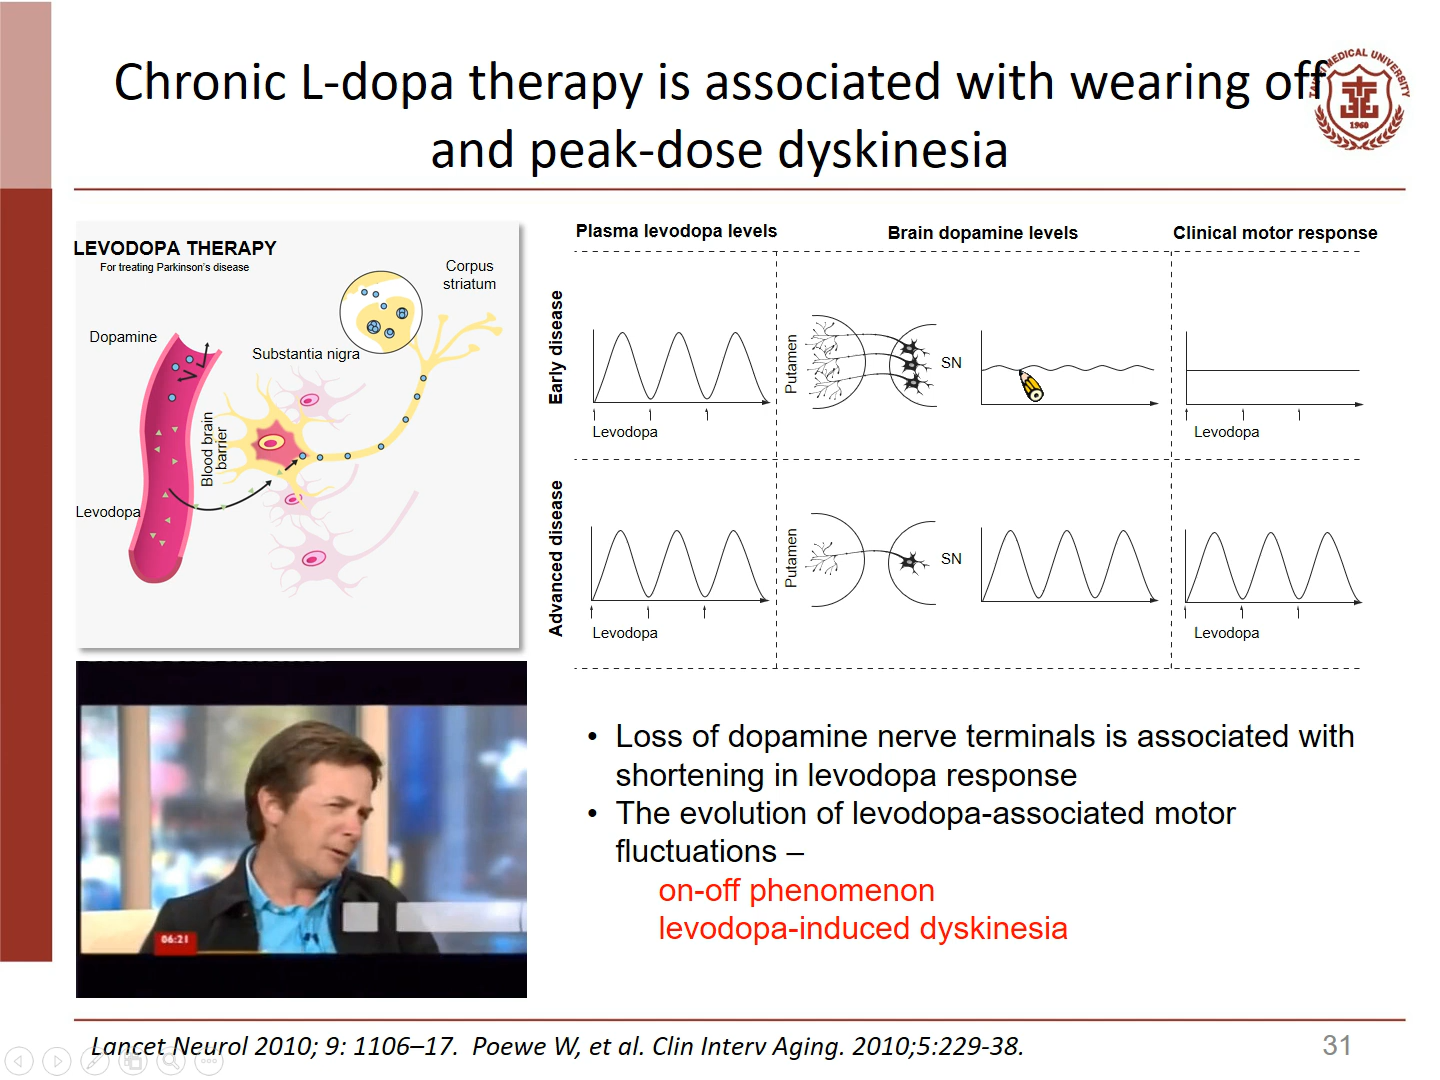 Chronic L-dopa therapy is associated with wearing off
and peak-dose dyskinesia
MEDICAL UNIVERSITY
1960
LEVODOPA THERAPY
For treating Parkinson's disease
Corpus
striatum
Dopamine
Substantia nigra
Blood brain
barrier
Levodopa
Plasma levodopa levels
Brain dopamine levels
Clinical motor response
Early disease
Putamen
SN
Levodopa
Levodopa
Advanced disease
Putamen
SN
Levodopa
Levodopa
06:21
• Loss of dopamine nerve terminals is associated with
shortening in levodopa response
• The evolution of levodopa-associated motor
fluctuations –
on-off phenomenon
levodopa-induced dyskinesia
Lancet Neurol 2010; 9: 1106–17.  Poewe W, et al. Clin Interv Aging. 2010;5:229-38.
31